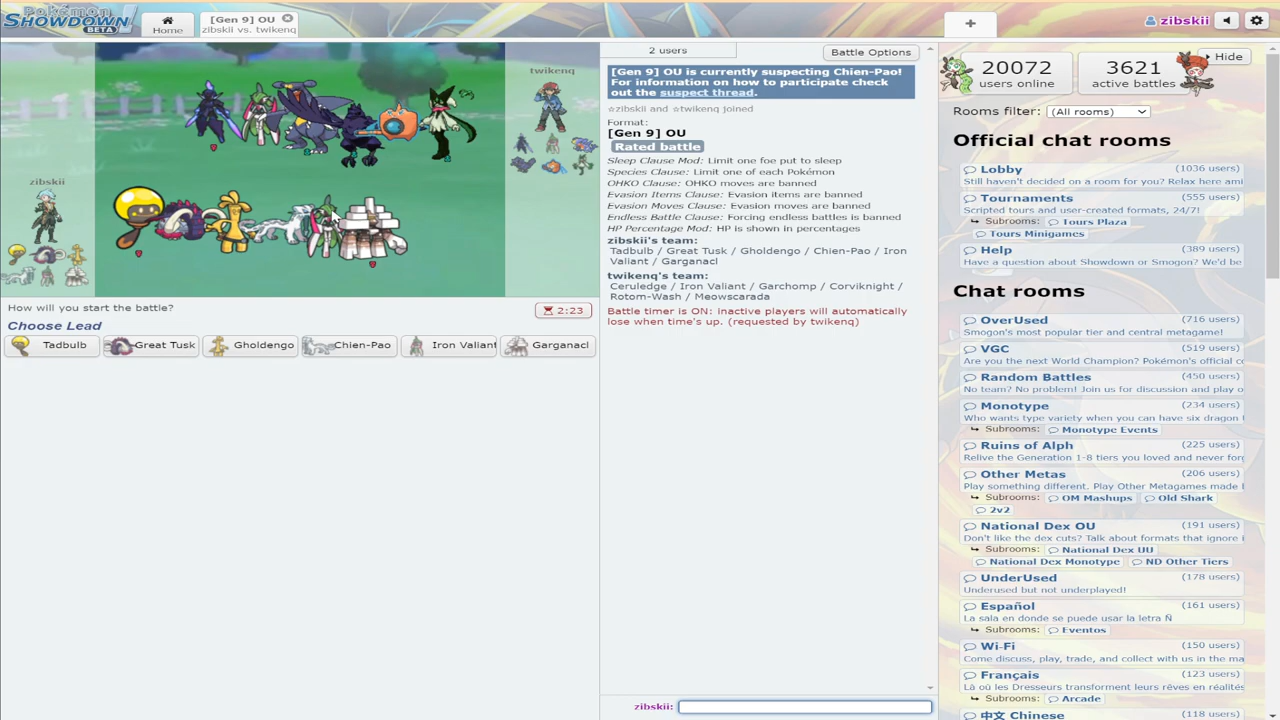 Pokémon
SHOWDOWN!
BETA
Home
[Gen 9] OU
zibskii vs. twikenq
+
zibskii
twikenq
zibskii
How will you start the battle?
2:23
Choose Lead
Tadbulb
Great Tusk
Gholdengo
Chien-Pao
Iron Valiant
Garganacl
2 users
Battle Options
[Gen 9] OU is currently suspecting Chien-Pao!
For information on how to participate check
out the suspect thread.
☆zibskii and ☆twikenq joined
Format:
[Gen 9] OU
Rated battle
Sleep Clause Mod: Limit one foe put to sleep
Species Clause: Limit one of each Pokémon
OHKO Clause: OHKO moves are banned
Evasion Items Clause: Evasion items are banned
Evasion Moves Clause: Evasion moves are banned
Endless Battle Clause: Forcing endless battles is banned
HP Percentage Mod: HP is shown in percentages
zibskii's team:
Tadbulb / Great Tusk / Gholdengo / Chien-Pao / Iron
Valiant / Garganacl
twikenq's team:
Ceruledge / Iron Valiant / Garchomp / Corviknight /
Rotom-Wash / Meowscarada
Battle timer is ON: inactive players will automatically
lose when time's up. (requested by twikenq)
zibskii:
20072
users online
3621
active battles
Hide
Rooms filter: (All rooms)
Official chat rooms
Lobby (1036 users)
Still haven't decided on a room for you? Relax here ami
Tournaments (555 users)
Scripted tours and user-created formats, 24/7!
Subrooms: Tours Plaza
Tours Minigames
Help (389 users)
Have a question about Showdown or Smogon? We'd be
Chat rooms
OverUsed (716 users)
Smogon's most popular tier and central metagame!
VGC (519 users)
Are you the next World Champion? Pokémon's official co
Random Battles (450 users)
No team? No problem! Join us for discussion and play o
Monotype (234 users)
Who wants type variety when you can have six dragon t
Subrooms: Monotype Events
Ruins of Alph (225 users)
Relive the Generation 1-8 tiers you loved and never forg
Other Metas (206 users)
Play something different. Play Other Metagames made b
Subrooms: OM Mashups Old Shark
2v2
National Dex OU (191 users)
Don't like the dex cuts? Talk about formats that ignore i
Subrooms: National Dex UU
National Dex Monotype ND Other Tiers
UnderUsed (178 users)
Underused but not underplayed!
Español (161 users)
La sala en donde se puede usar la letra Ñ
Subrooms: Eventos
Wi-Fi (150 users)
Come discuss, play, trade, and collect with us in the ma
Français (123 users)
Là où les Dresseurs transforment leurs rêves en réalités
Subrooms: Arcade
中文 Chinese (118 users)